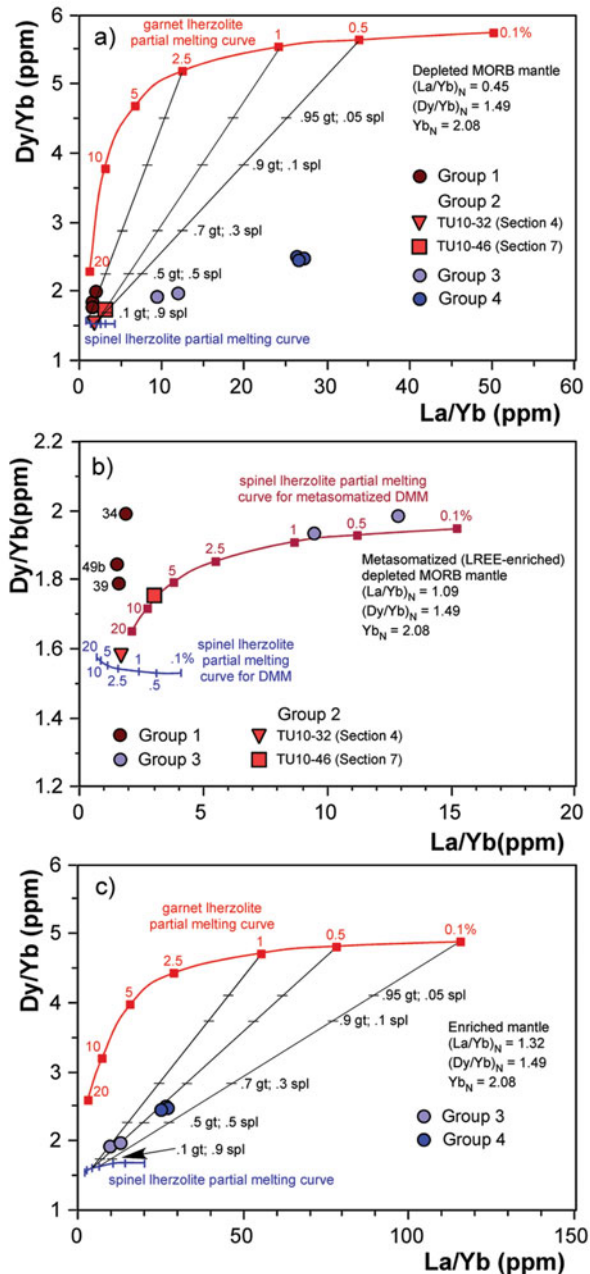 a)
Dy/Yb (ppm)
6
5
4
3
2
1
garnet lherzolite
partial melting curve
20
10
5
2.5
1
0.5
0.1%
Depleted MORB mantle
(La/Yb)N = 0.45
(Dy/Yb)N = 1.49
YbN = 2.08
.95 gt; .05 spl
.9 gt; .1 spl
.7 gt; .3 spl
.5 gt; .5 spl
.1 gt; .9 spl
Group 1
Group 2
TU10-32 (Section 4)
TU10-46 (Section 7)
Group 3
Group 4
spinel lherzolite partial melting curve
0 10 20 30 40 50 60
La/Yb (ppm)
b)
Dy/Yb(ppm)
2.2
2.0
1.8
1.6
1.4
1.2
34
49b
39
spinel lherzolite partial melting
curve for metasomatized DMM
20
10
5
2.5
1
0.5
0.1%
Metasomatized (LREE-enriched)
depleted MORB mantle
(La/Yb)N = 1.09
(Dy/Yb)N = 1.49
YbN = 2.08
20 5 1 .1%
10 2.5 .5
spinel lherzolite
partial melting
curve for DMM
Group 1
Group 3
Group 2
TU10-32 (Section 4)
TU10-46 (Section 7)
0 5 10 15 20
La/Yb(ppm)
c)
Dy/Yb (ppm)
6
5
4
3
2
1
garnet lherzolite
partial melting curve
20
10
5
2.5
1
0.5
0.1%
.95 gt; .05 spl
.9 gt; .1 spl
.7 gt; .3 spl
.5 gt; .5 spl
.1 gt; .9 spl
Enriched mantle
(La/Yb)N = 1.32
(Dy/Yb)N = 1.49
YbN = 2.08
Group 3
Group 4
spinel lherzolite partial melting curve
0 50 100 150
La/Yb (ppm)